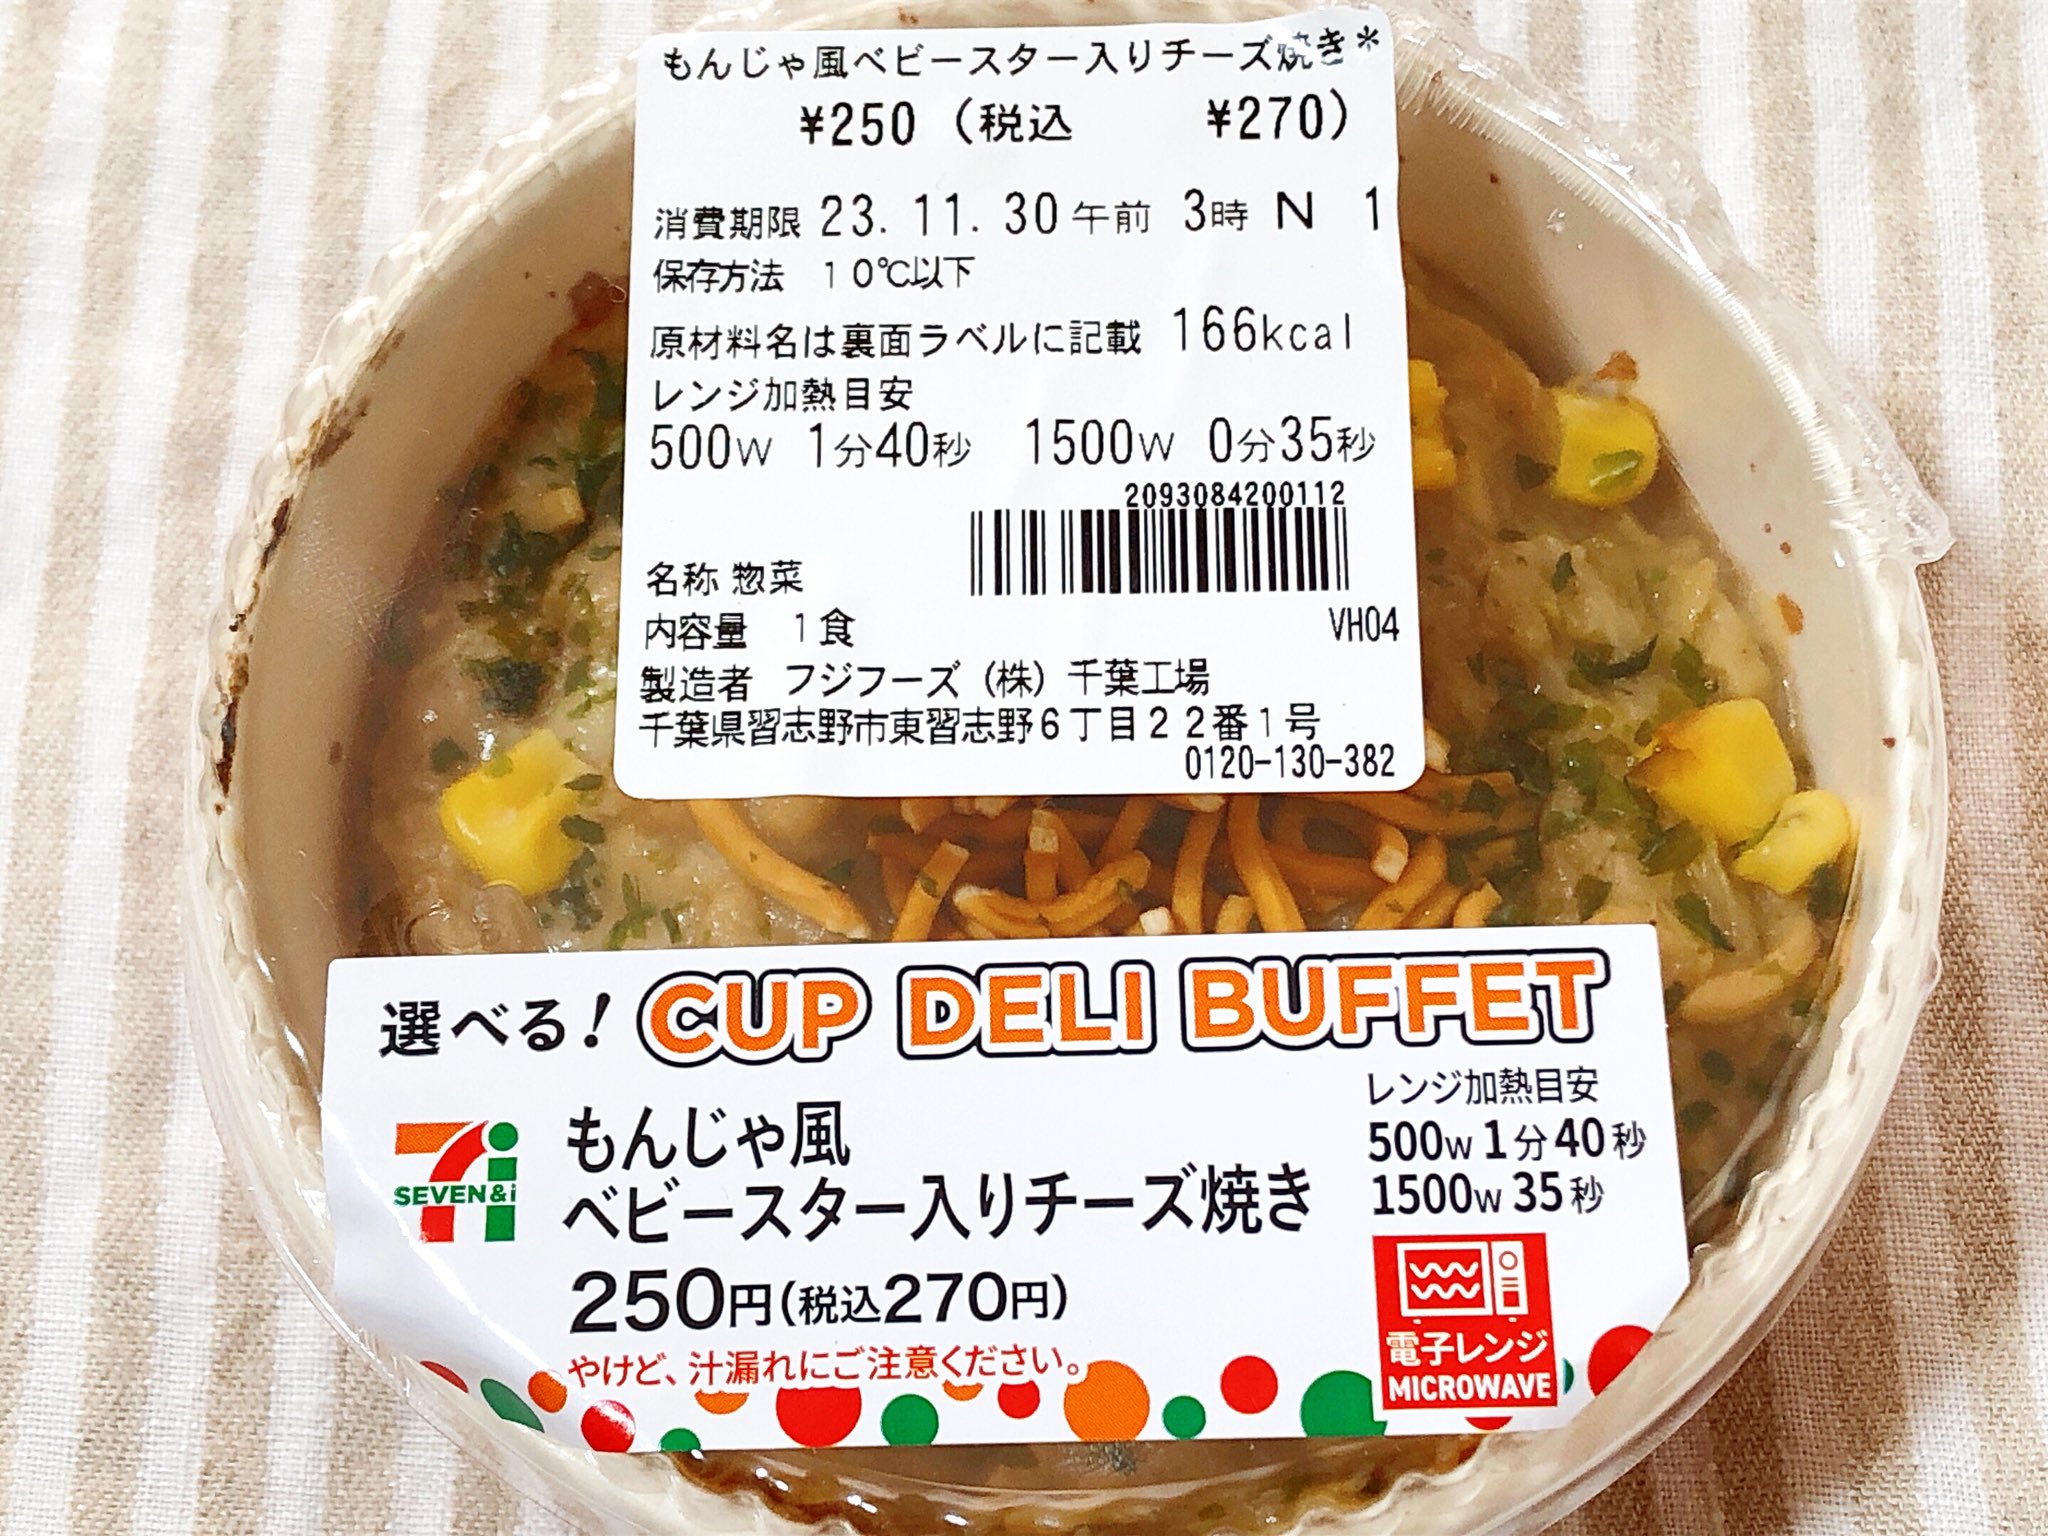 もんじゃ風ベビースター入りチーズ焼き*
¥250（税込 ¥270）
消費期限 23.11.30午前 3時 N 1
保存方法 10℃以下
原材料名は裏面ラベルに記載 166kcal
レンジ加熱目安
500W 1分40秒 1500W 0分35秒
2093084200112
名称 惣菜
内容量 1食 VH04
製造者 フジフーズ（株）千葉工場
千葉県習志野市東習志野6丁目22番1号
0120-130-382
選べる! CUP DELI BUFFET
SEVEN&i
もんじゃ風
ベビースター入りチーズ焼き
250円(税込270円)
やけど、汁漏れにご注意ください。
レンジ加熱目安
500W 1分40秒
1500W 35秒
電子レンジ
MICROWAVE